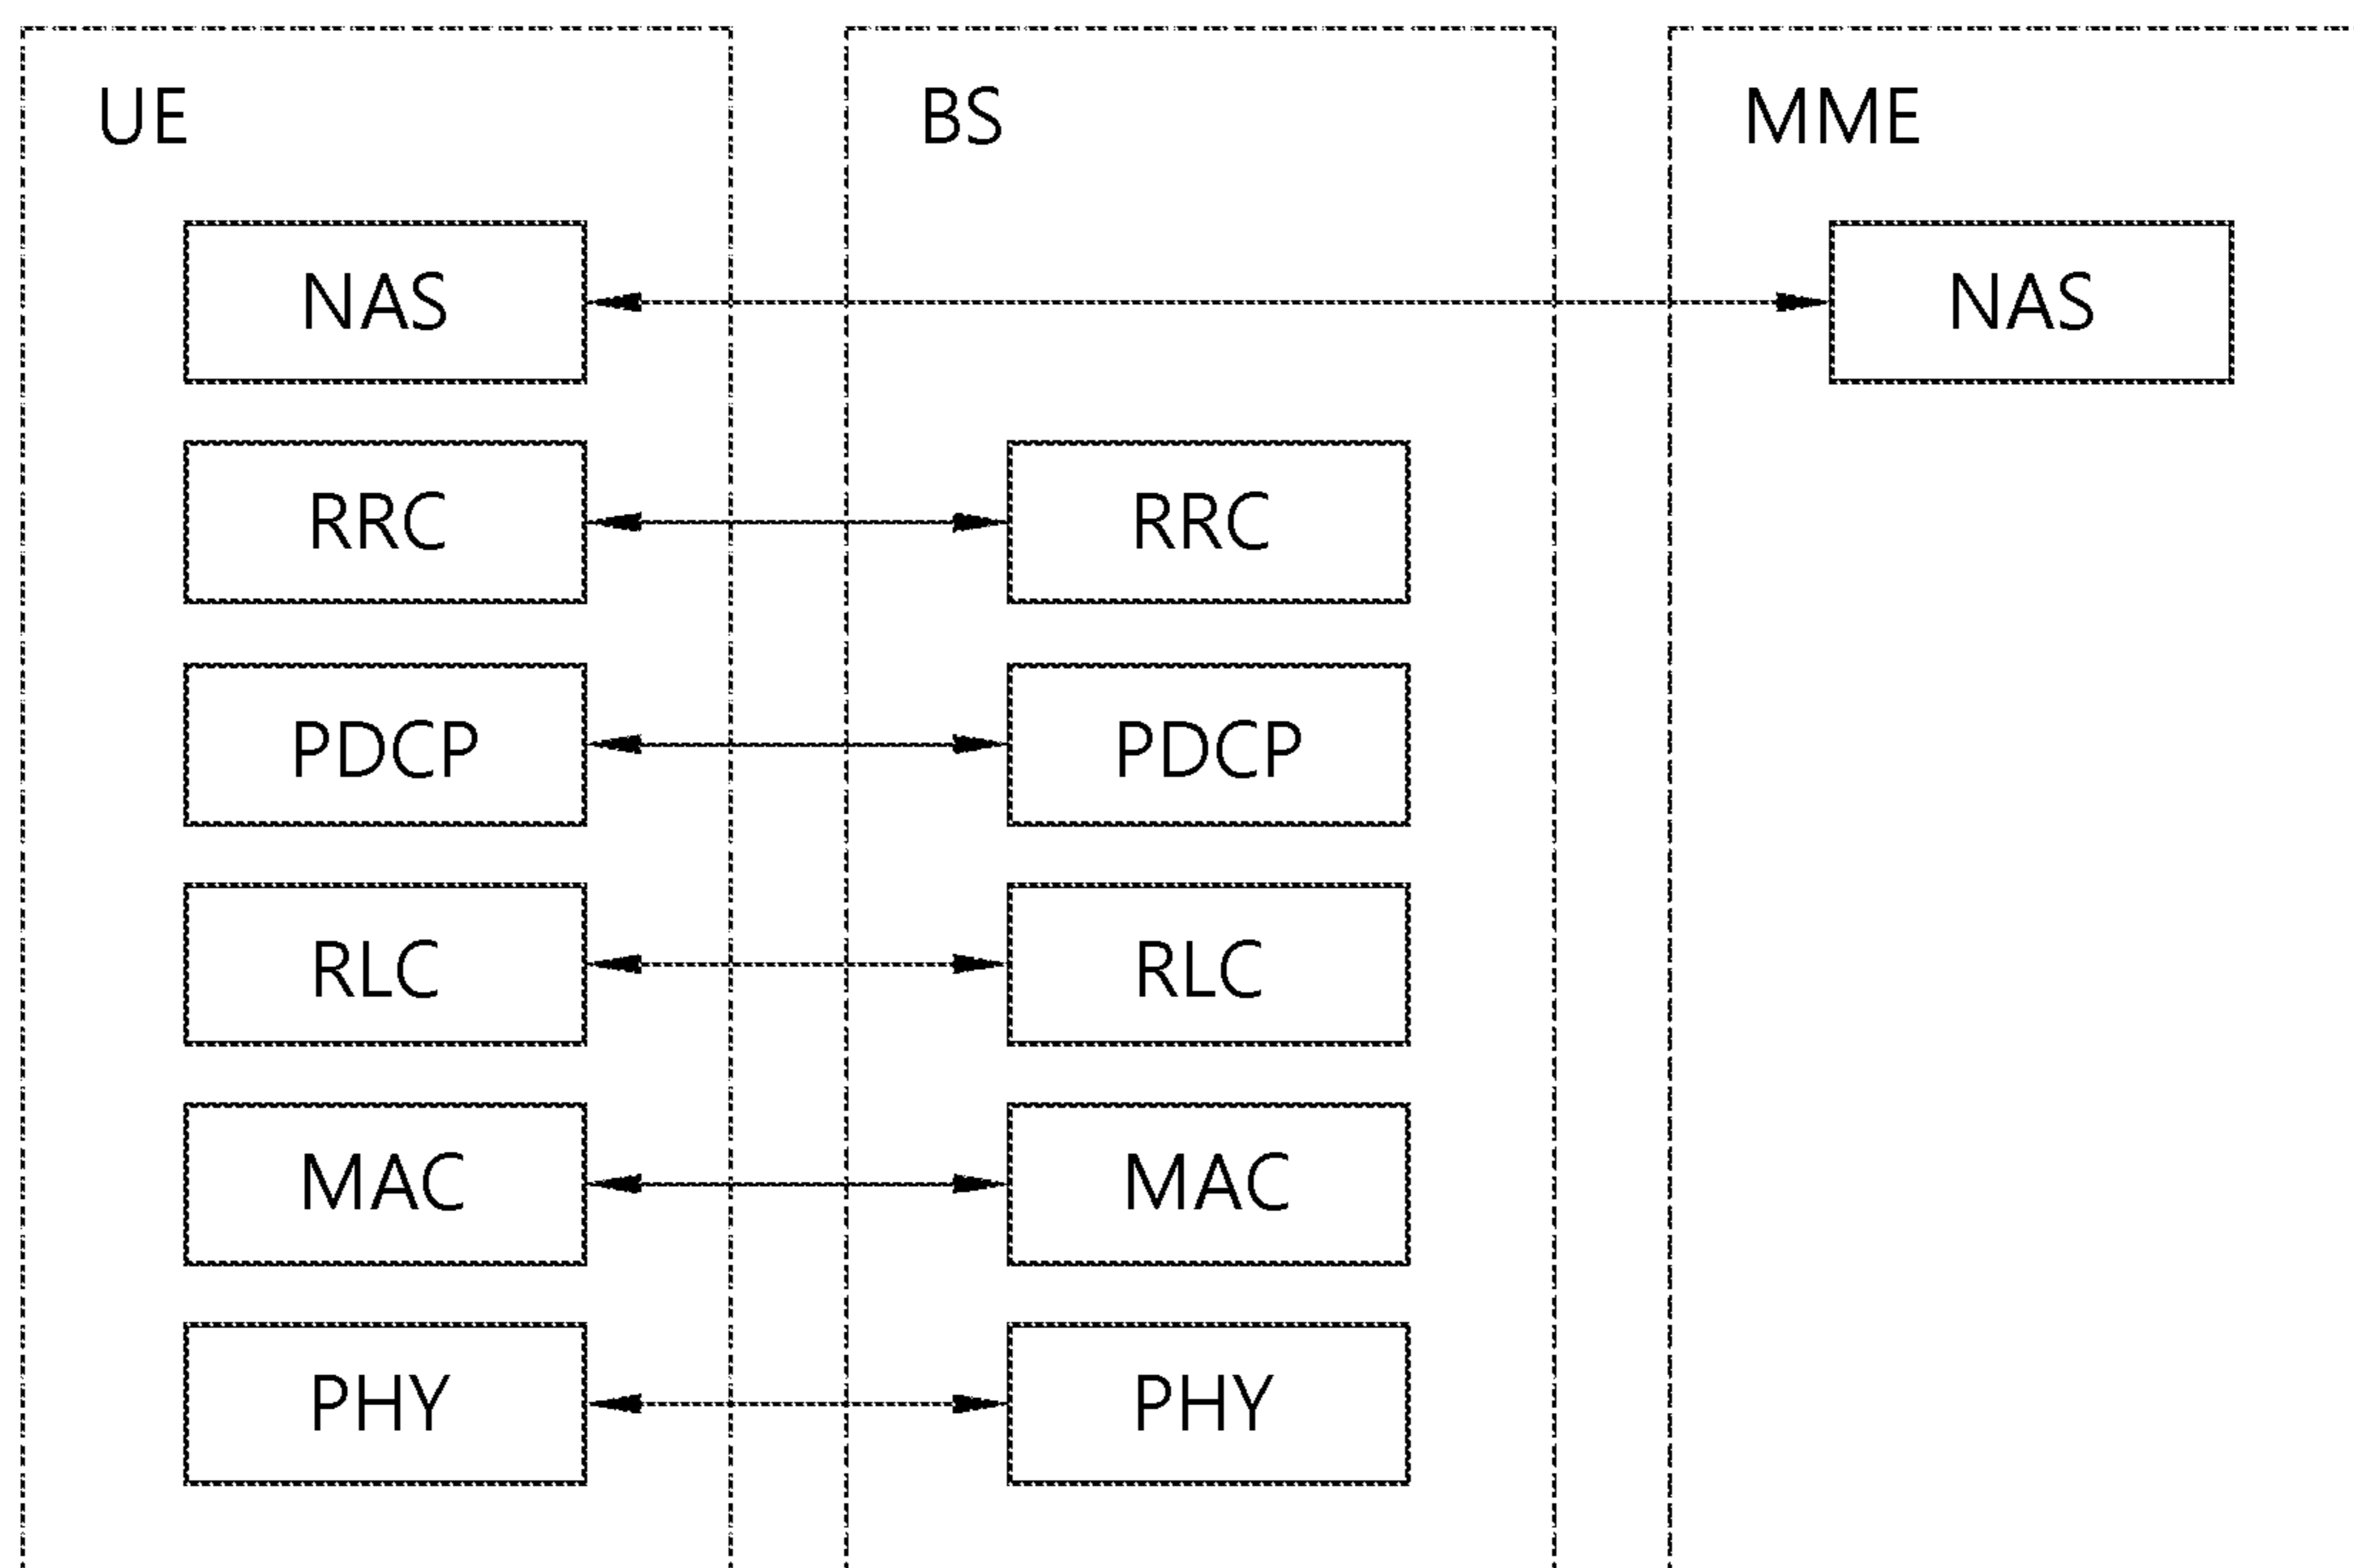 UE
BS
MME
NAS
NAS
RRC
RRC
PDCP
PDCP
RLC
RLC
MAC
MAC
PHY
PHY